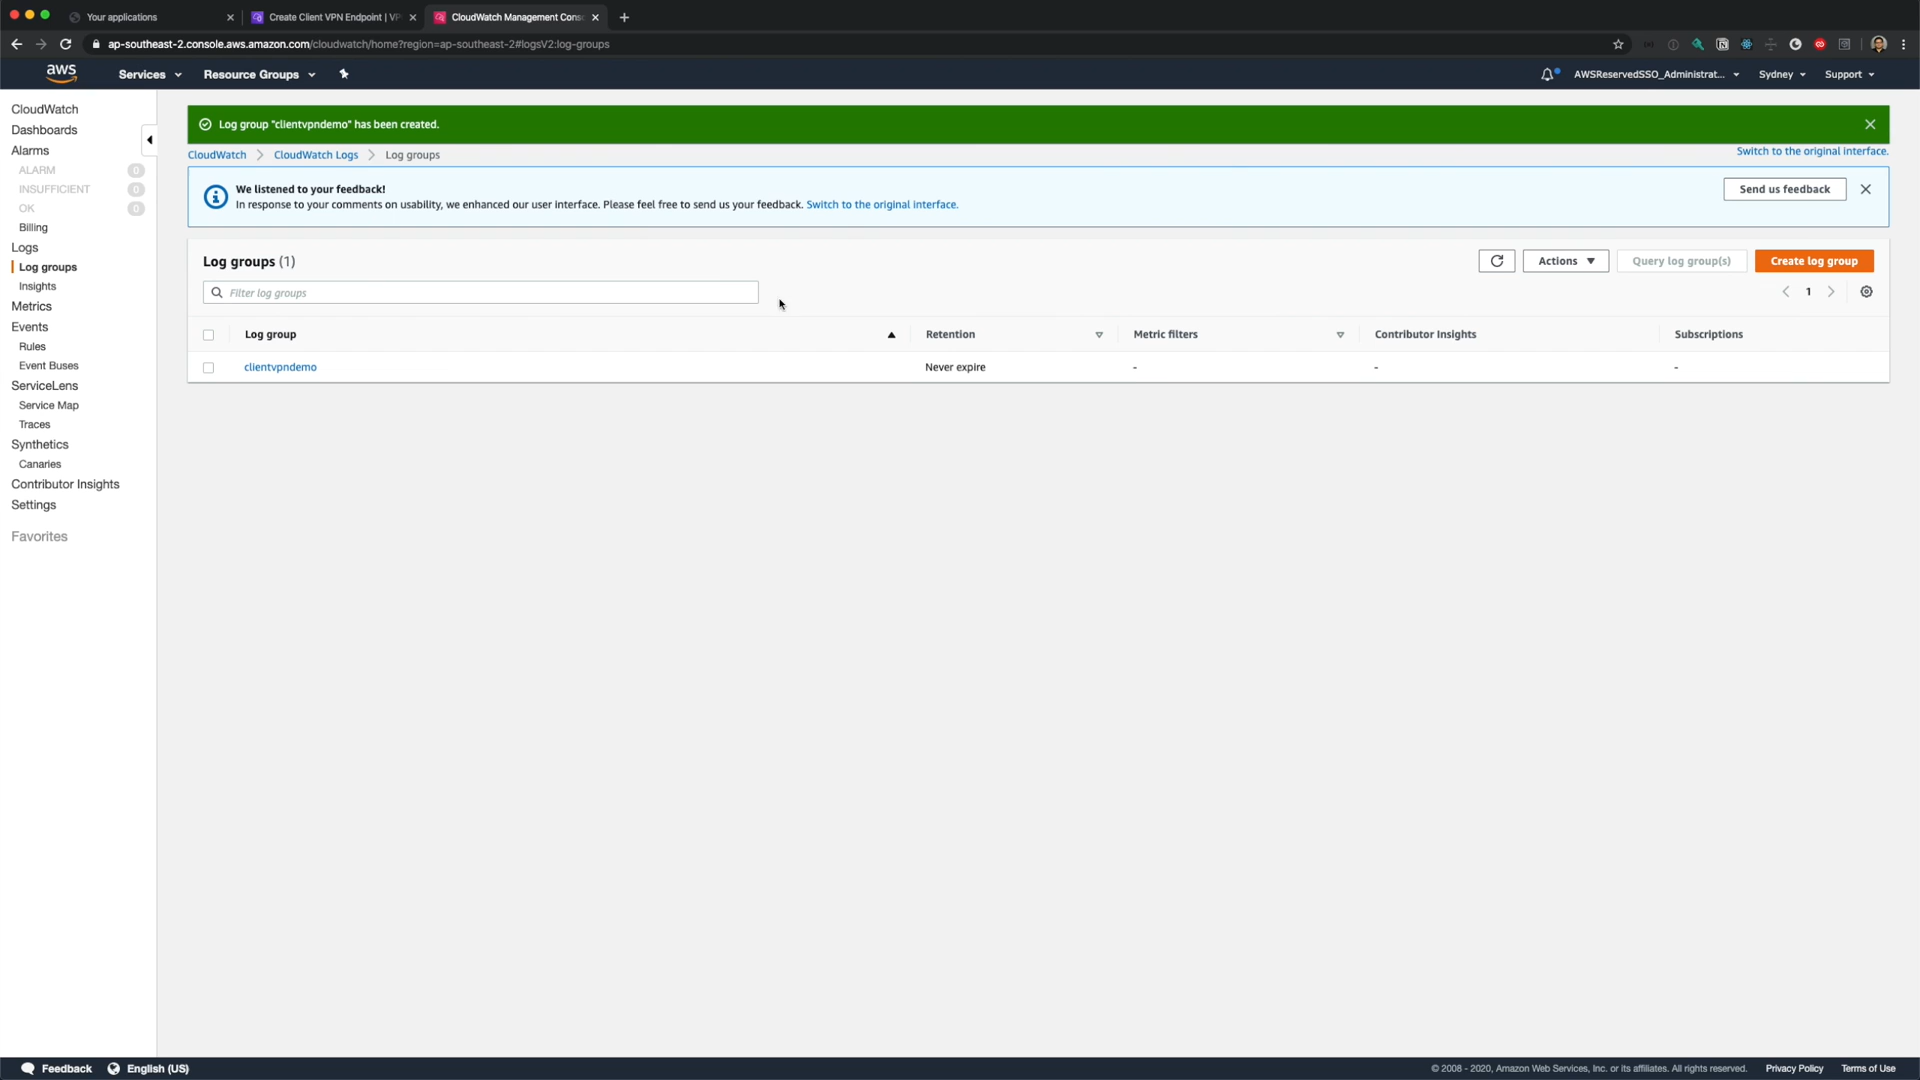 Your applications
Create Client VPN Endpoint | VP
CloudWatch Management Cons
ap-southeast-2.console.aws.amazon.com/cloudwatch/home?region=ap-southeast-2#logsV2:log-groups
aws
Services
Resource Groups
AWSReservedSSO_Administrat...
Sydney
Support
CloudWatch
Dashboards
Alarms
ALARM 0
INSUFFICIENT 0
OK 0
Billing
Logs
Log groups
Insights
Metrics
Events
Rules
Event Buses
ServiceLens
Service Map
Traces
Synthetics
Canaries
Contributor Insights
Settings
Favorites
Log group "clientvpndemo" has been created.
CloudWatch
CloudWatch Logs
Log groups
Switch to the original interface.
We listened to your feedback!
In response to your comments on usability, we enhanced our user interface. Please feel free to send us your feedback. Switch to the original interface.
Send us feedback
Log groups (1)
Actions
Query log group(s)
Create log group
Filter log groups
1
Log group
Retention
Metric filters
Contributor Insights
Subscriptions
clientvpndemo
Never expire
-
-
-
Feedback
English (US)
© 2008 - 2020, Amazon Web Services, Inc. or its affiliates. All rights reserved.
Privacy Policy
Terms of Use